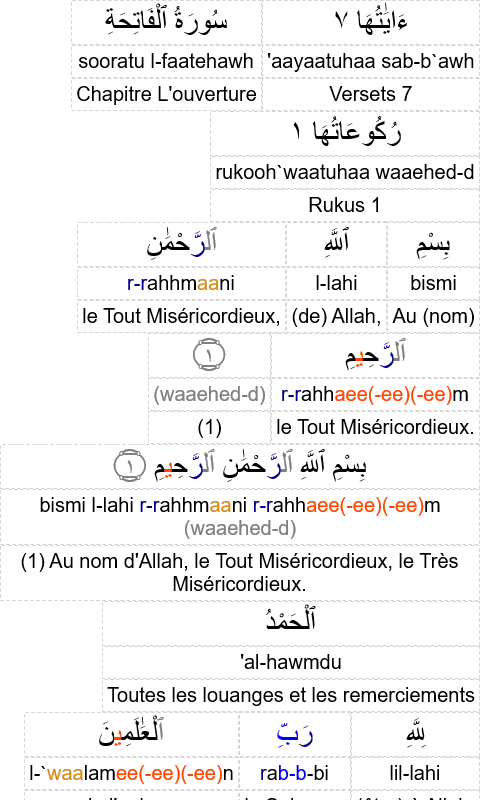 سُورَةُ ٱلْفَاتِحَةِ ءَايَٰتُهَا ٧
sooratu l-faatehawh 'aayaatuhaa sab-b`awh
Chapitre L'ouverture Versets 7
رُكُوعَاتُهَا ١
rukooh`waatuhaa waaehed-d
Rukus 1
بِسْمِ ٱللَّهِ ٱلرَّحْمَٰنِ
r-rahhmaani l-lahi bismi
le Tout Miséricordieux, (de) Allah, Au (nom)
ٱلرَّحِيمِ ١
(waaehed-d) r-rahhaee(-ee)(-ee)m
(1) le Tout Miséricordieux.
بِسْمِ ٱللَّهِ ٱلرَّحْمَٰنِ ٱلرَّحِيمِ ١
bismi l-lahi r-rahhmaani r-rahhaee(-ee)(-ee)m
(waaehed-d)
(1) Au nom d'Allah, le Tout Miséricordieux, le Très
Miséricordieux.
ٱلْحَمْدُ
'al-hawmdu
Toutes les louanges et les remerciements
لِلَّهِ رَبِّ ٱلْعَٰلَمِينَ
l-`waalamee(-ee)(-ee)n rab-b-bi lil-lahi